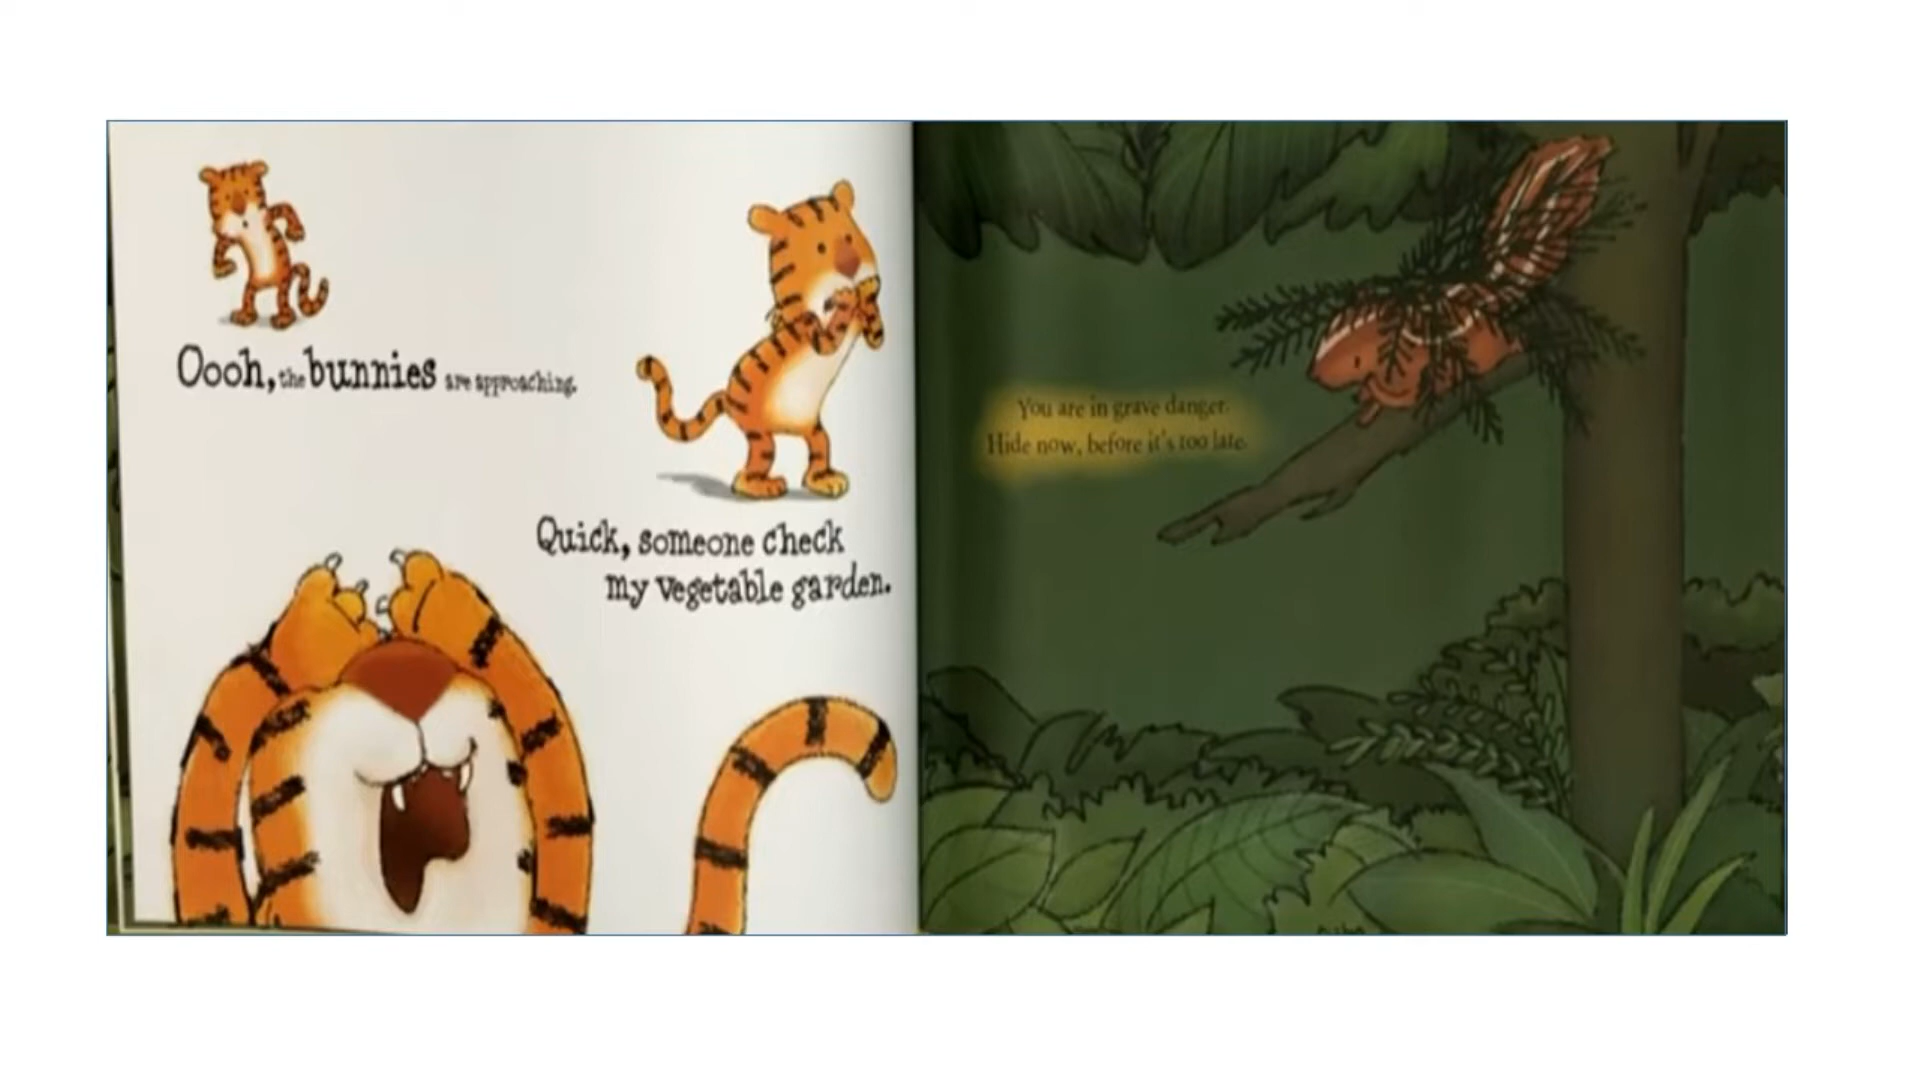 Oooh, the bunnies are approaching.
Quick, someone check
my vegetable garden.
You are in grave danger.
Hide now, before it's too late.